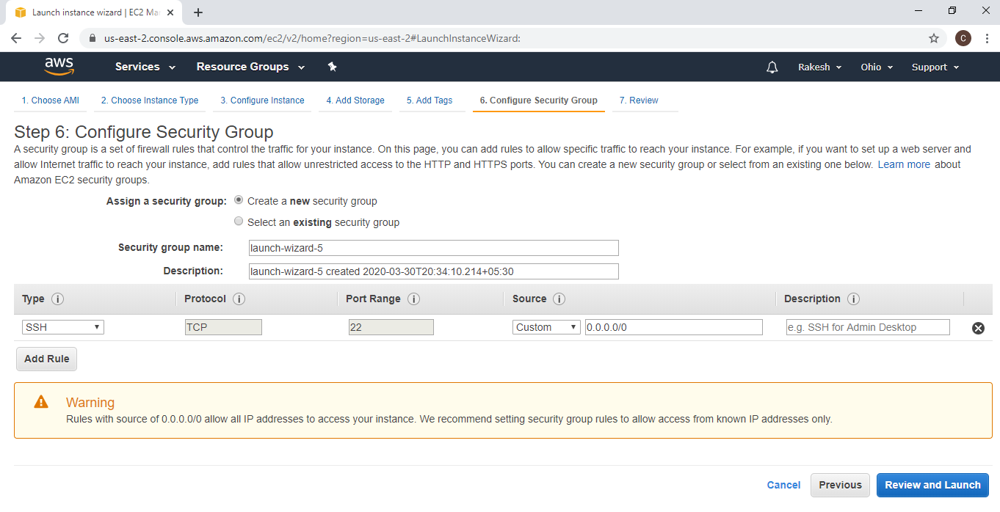 Launch instance wizard | EC2 Ma
us-east-2.console.aws.amazon.com/ec2/v2/home?region=us-east-2#LaunchInstanceWizard:
C
aws Services Resource Groups Rakesh Ohio Support
1. Choose AMI 2. Choose Instance Type 3. Configure Instance 4. Add Storage 5. Add Tags 6. Configure Security Group 7. Review
Step 6: Configure Security Group
A security group is a set of firewall rules that control the traffic for your instance. On this page, you can add rules to allow specific traffic to reach your instance. For example, if you want to set up a web server and
allow Internet traffic to reach your instance, add rules that allow unrestricted access to the HTTP and HTTPS ports. You can create a new security group or select from an existing one below. Learn more about
Amazon EC2 security groups.
Assign a security group: Create a new security group
Select an existing security group
Security group name: launch-wizard-5
Description: launch-wizard-5 created 2020-03-30T20:34:10.214+05:30
Type i Protocol i Port Range i Source i Description i
SSH TCP 22 Custom 0.0.0.0/0 e.g. SSH for Admin Desktop
Add Rule
Warning
Rules with source of 0.0.0.0/0 allow all IP addresses to access your instance. We recommend setting security group rules to allow access from known IP addresses only.
Cancel Previous Review and Launch